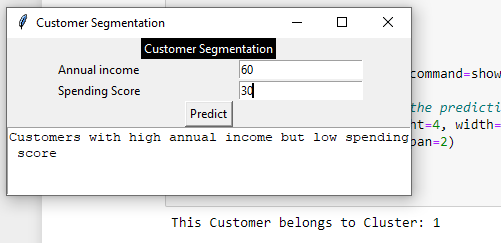 Customer Segmentation
Customer Segmentation
Annual income 60
Spending Score 30
Predict
Customers with high annual income but low spending
score
command=show
the predicti
nt=4, width=
pan=2)
This Customer belongs to Cluster: 1